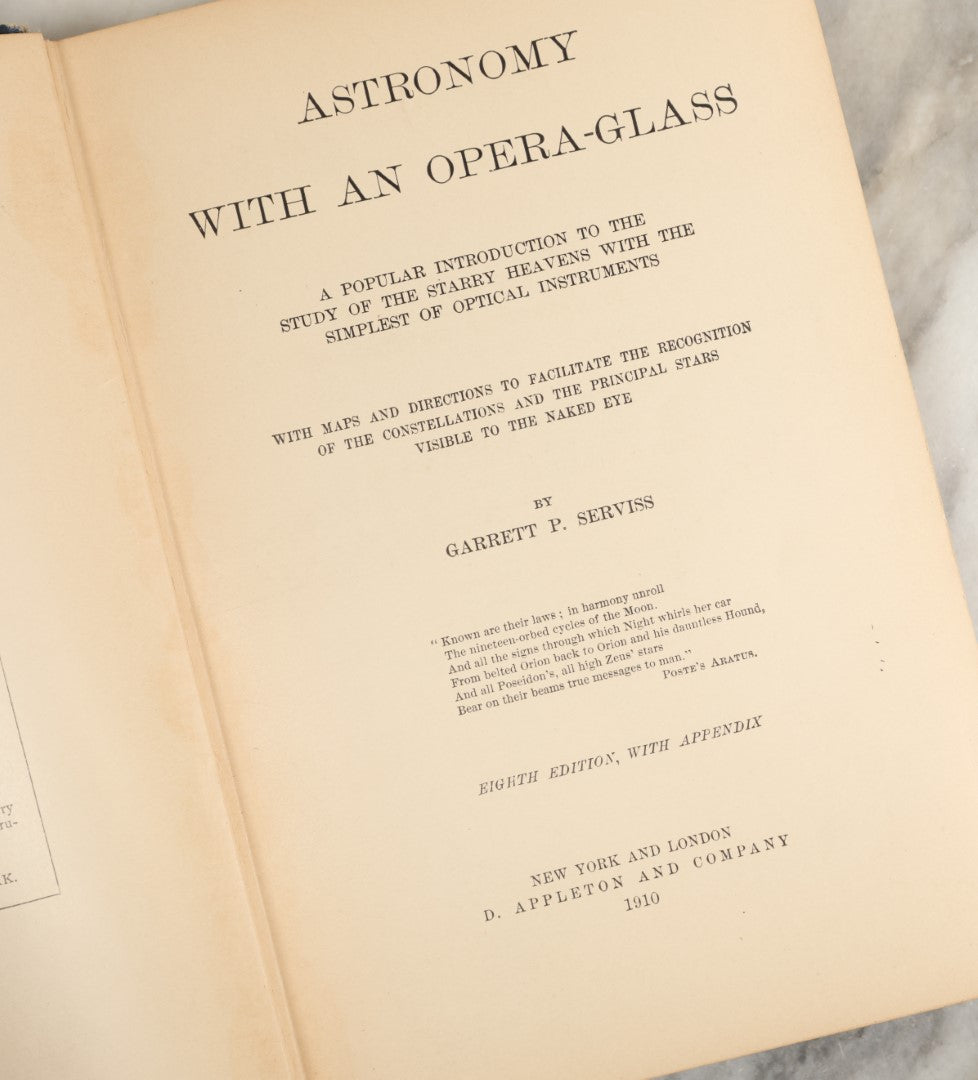 ASTRONOMY
WITH AN OPERA-GLASS
A POPULAR INTRODUCTION TO THE
STUDY OF THE STARRY HEAVENS WITH THE
SIMPLEST OF OPTICAL INSTRUMENTS
WITH MAPS AND DIRECTIONS TO FACILITATE THE RECOGNITION
OF THE CONSTELLATIONS AND THE PRINCIPAL STARS
VISIBLE TO THE NAKED EYE
BY
GARRETT P. SERVISS
“ Known are their laws ; in harmony unroll
The nineteen-orbed cycles of the Moon.
And all the signs through which Night whirls her car
From belted Orion back to Orion and his dauntless Hound,
And all Poseidon's, all high Zeus' stars
Bear on their beams true messages to man.”
POSTE'S ARATUS.
EIGHTH EDITION, WITH APPENDIX
NEW YORK AND LONDON
D. APPLETON AND COMPANY
1910
ry
ru-
K.